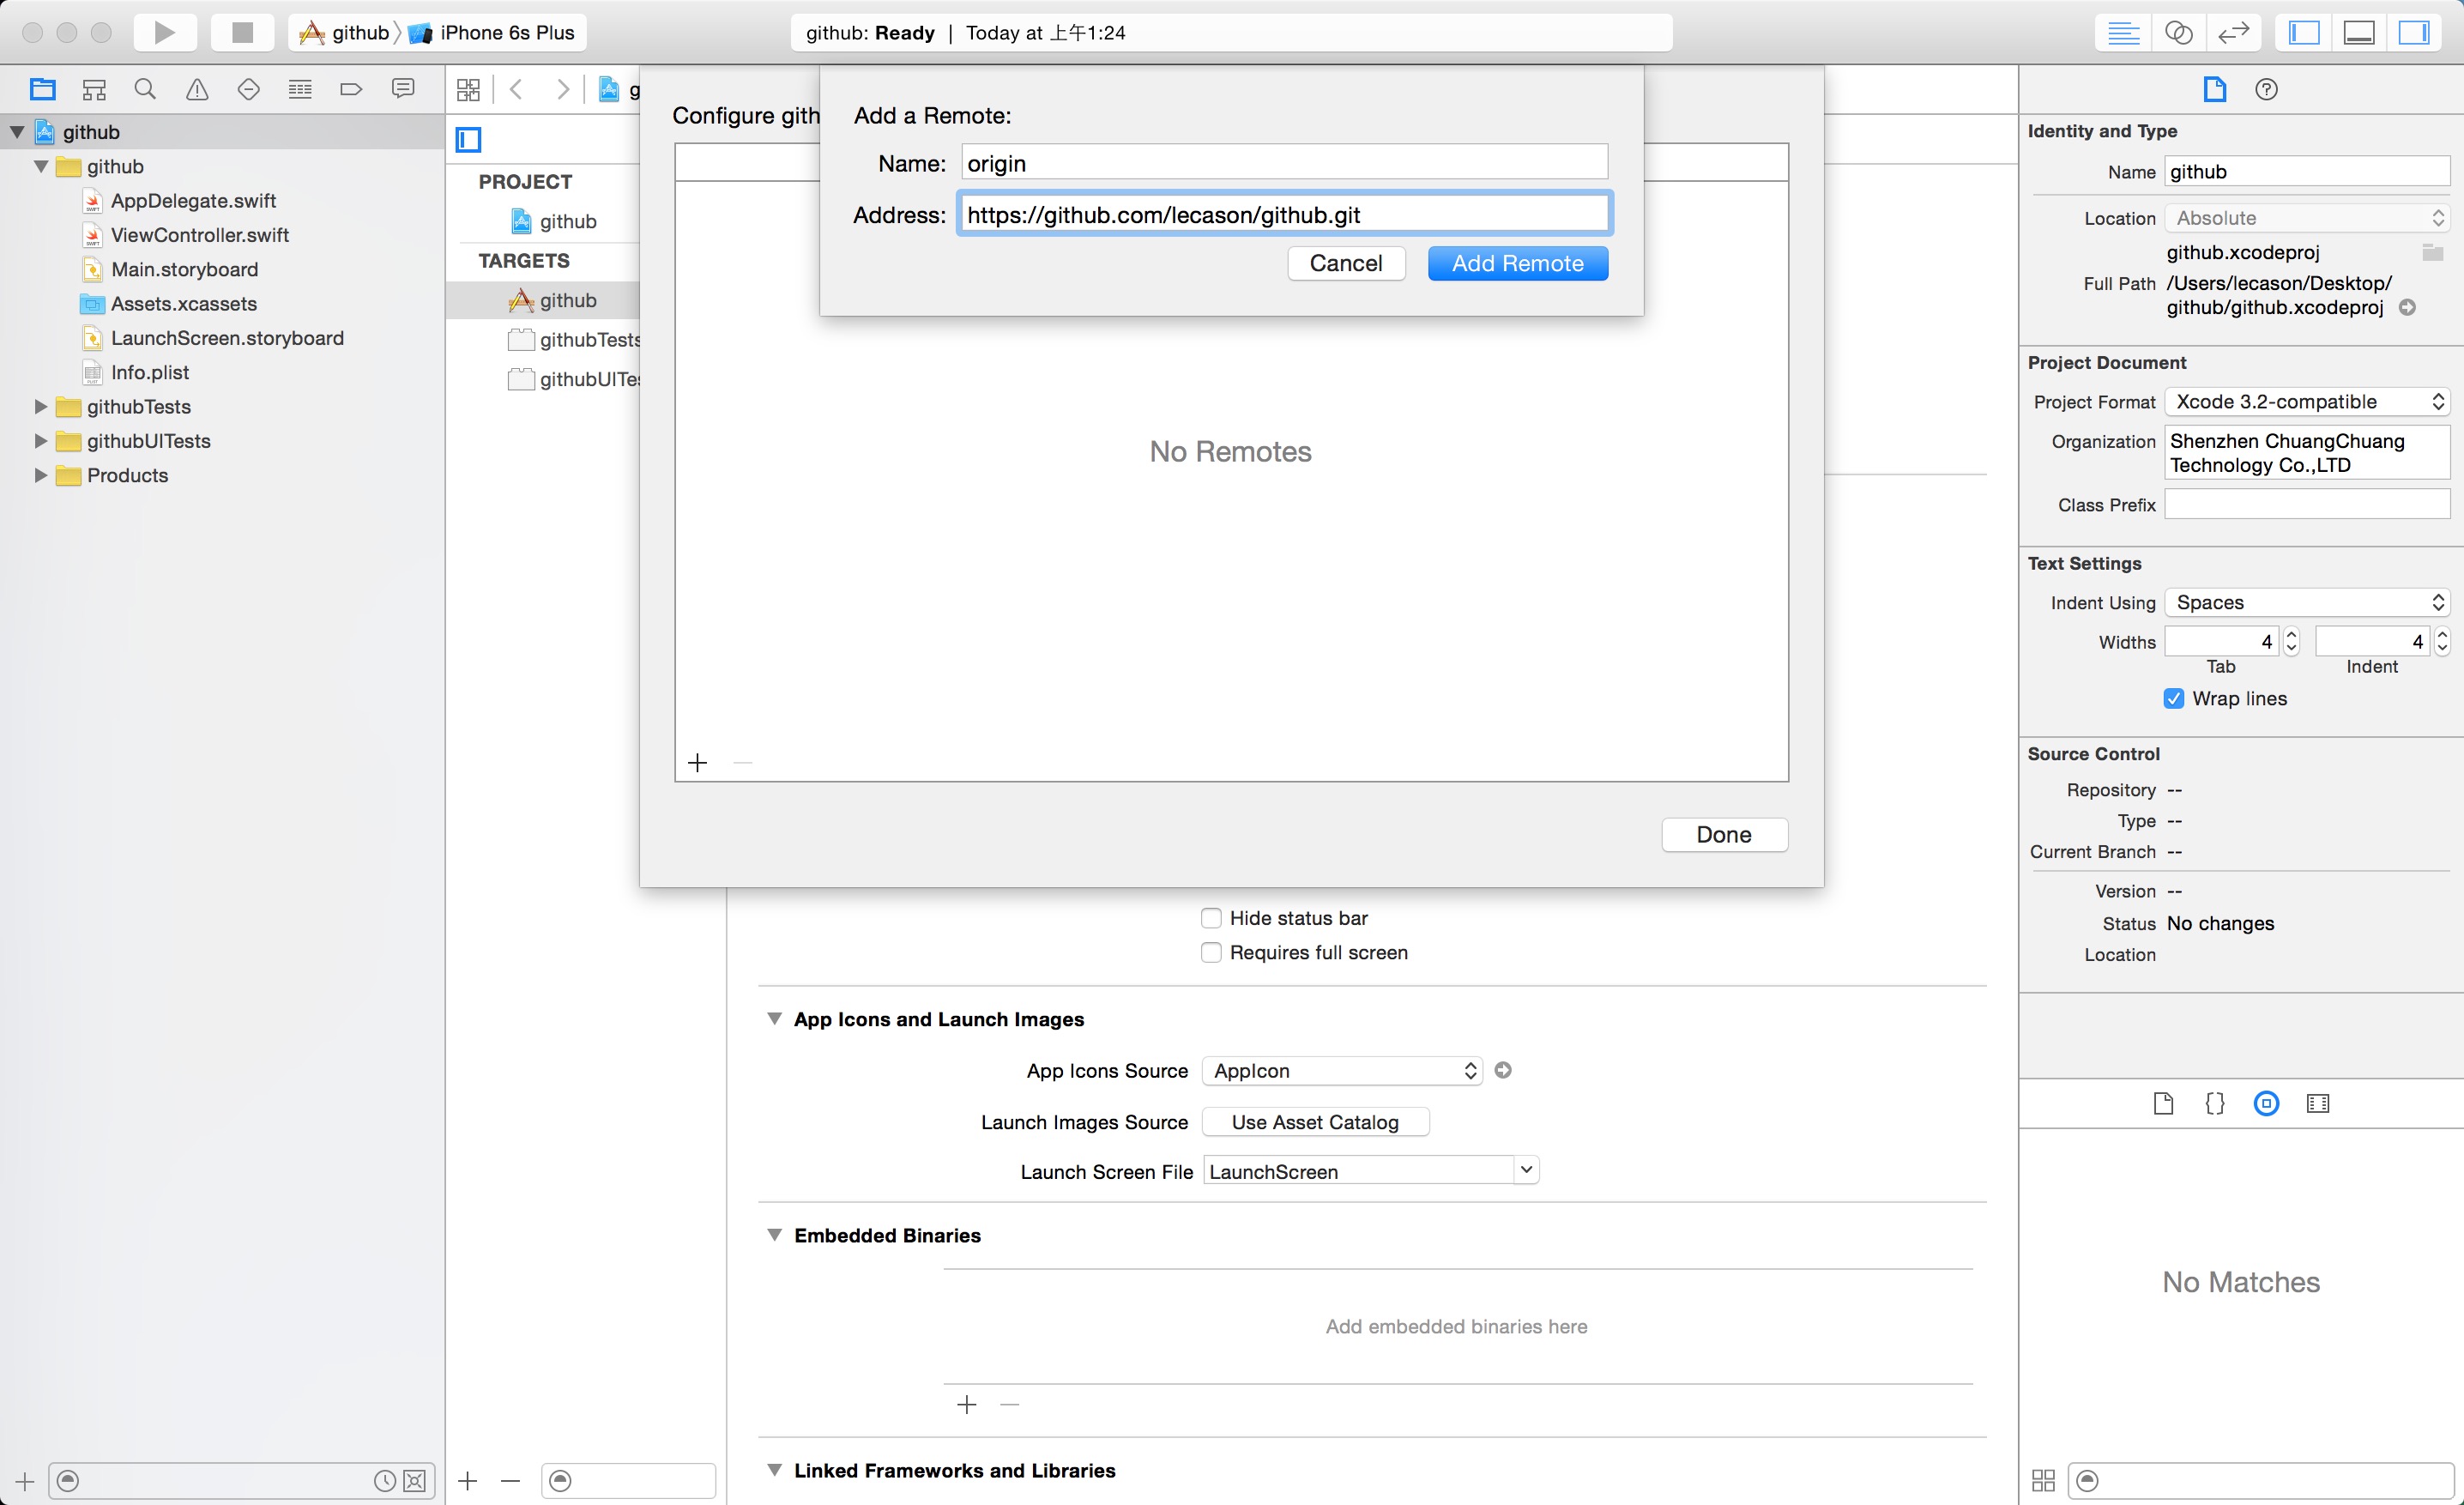 github
iPhone 6s Plus
github: Ready | Today at 上午1:24
github
github
AppDelegate.swift
ViewController.swift
Main.storyboard
Assets.xcassets
LaunchScreen.storyboard
Info.plist
githubTests
githubUITests
Products
g
PROJECT
github
TARGETS
github
githubTests
githubUITes
Configure gith
Add a Remote:
Name: origin
Address: https://github.com/lecason/github.git
Cancel
Add Remote
No Remotes
Done
Hide status bar
Requires full screen
App Icons and Launch Images
App Icons Source AppIcon
Launch Images Source Use Asset Catalog
Launch Screen File LaunchScreen
Embedded Binaries
Add embedded binaries here
Linked Frameworks and Libraries
Identity and Type
Name github
Location Absolute
github.xcodeproj
Full Path /Users/lecason/Desktop/
github/github.xcodeproj
Project Document
Project Format Xcode 3.2-compatible
Organization Shenzhen ChuangChuang
Technology Co.,LTD
Class Prefix
Text Settings
Indent Using Spaces
Widths 4 4
Tab Indent
Wrap lines
Source Control
Repository --
Type --
Current Branch --
Version --
Status No changes
Location
No Matches